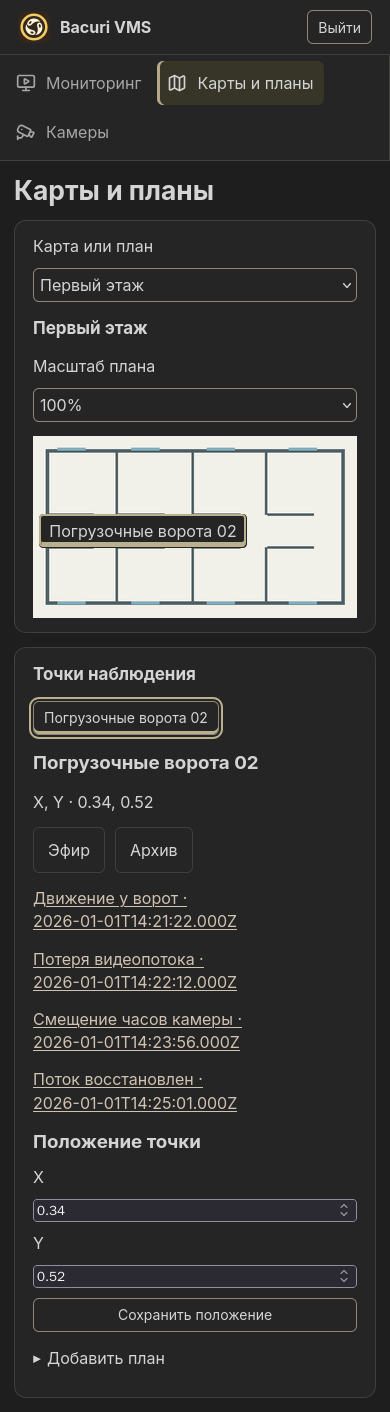 Bacuri VMS
Выйти
Мониторинг
Карты и планы
Камеры
Карты и планы
Карта или план
Первый этаж
Первый этаж
Масштаб плана
100%
Погрузочные ворота 02
Точки наблюдения
Погрузочные ворота 02
Погрузочные ворота 02
X, Y · 0.34, 0.52
Эфир
Архив
Движение у ворот ·
2026-01-01T14:21:22.000Z
Потеря видеопотока ·
2026-01-01T14:22:12.000Z
Смещение часов камеры ·
2026-01-01T14:23:56.000Z
Поток восстановлен ·
2026-01-01T14:25:01.000Z
Положение точки
X
0.34
Y
0.52
Сохранить положение
▸ Добавить план